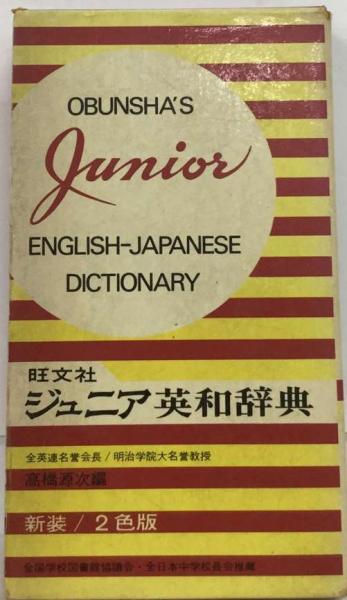 OBUNSHA'S
Junior
ENGLISH-JAPANESE
DICTIONARY
旺文社
ジュニア英和辞典
全英連名誉会長/明治学院大名誉教授
高橋源次編
新装/2色版
全国学校図書館協議会・全日本中学校長会推薦